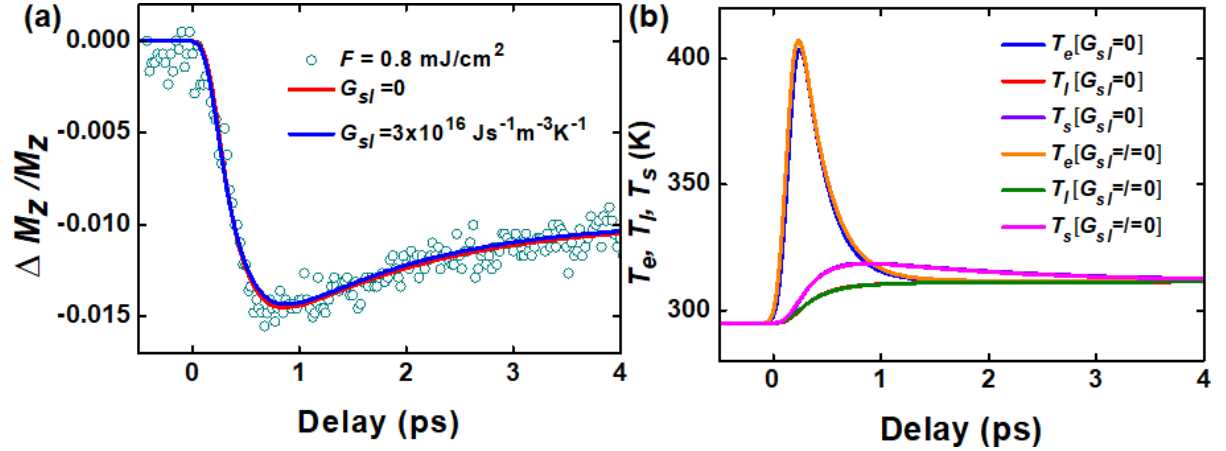 (a)
0.000
-0.005
-0.010
-0.015
Δ M_Z /M_Z
F = 0.8 mJ/cm²
G_sl =0
G_sl =3x10¹⁶ Js⁻¹m⁻³K⁻¹
0 1 2 3 4
Delay (ps)
(b)
400
350
300
T_e, T_l, T_s (K)
T_e[G_sl=0]
T_l[G_sl=0]
T_s[G_sl=0]
T_e[G_sl=/=0]
T_l[G_sl=/=0]
T_s[G_sl=/=0]
0 1 2 3 4
Delay (ps)